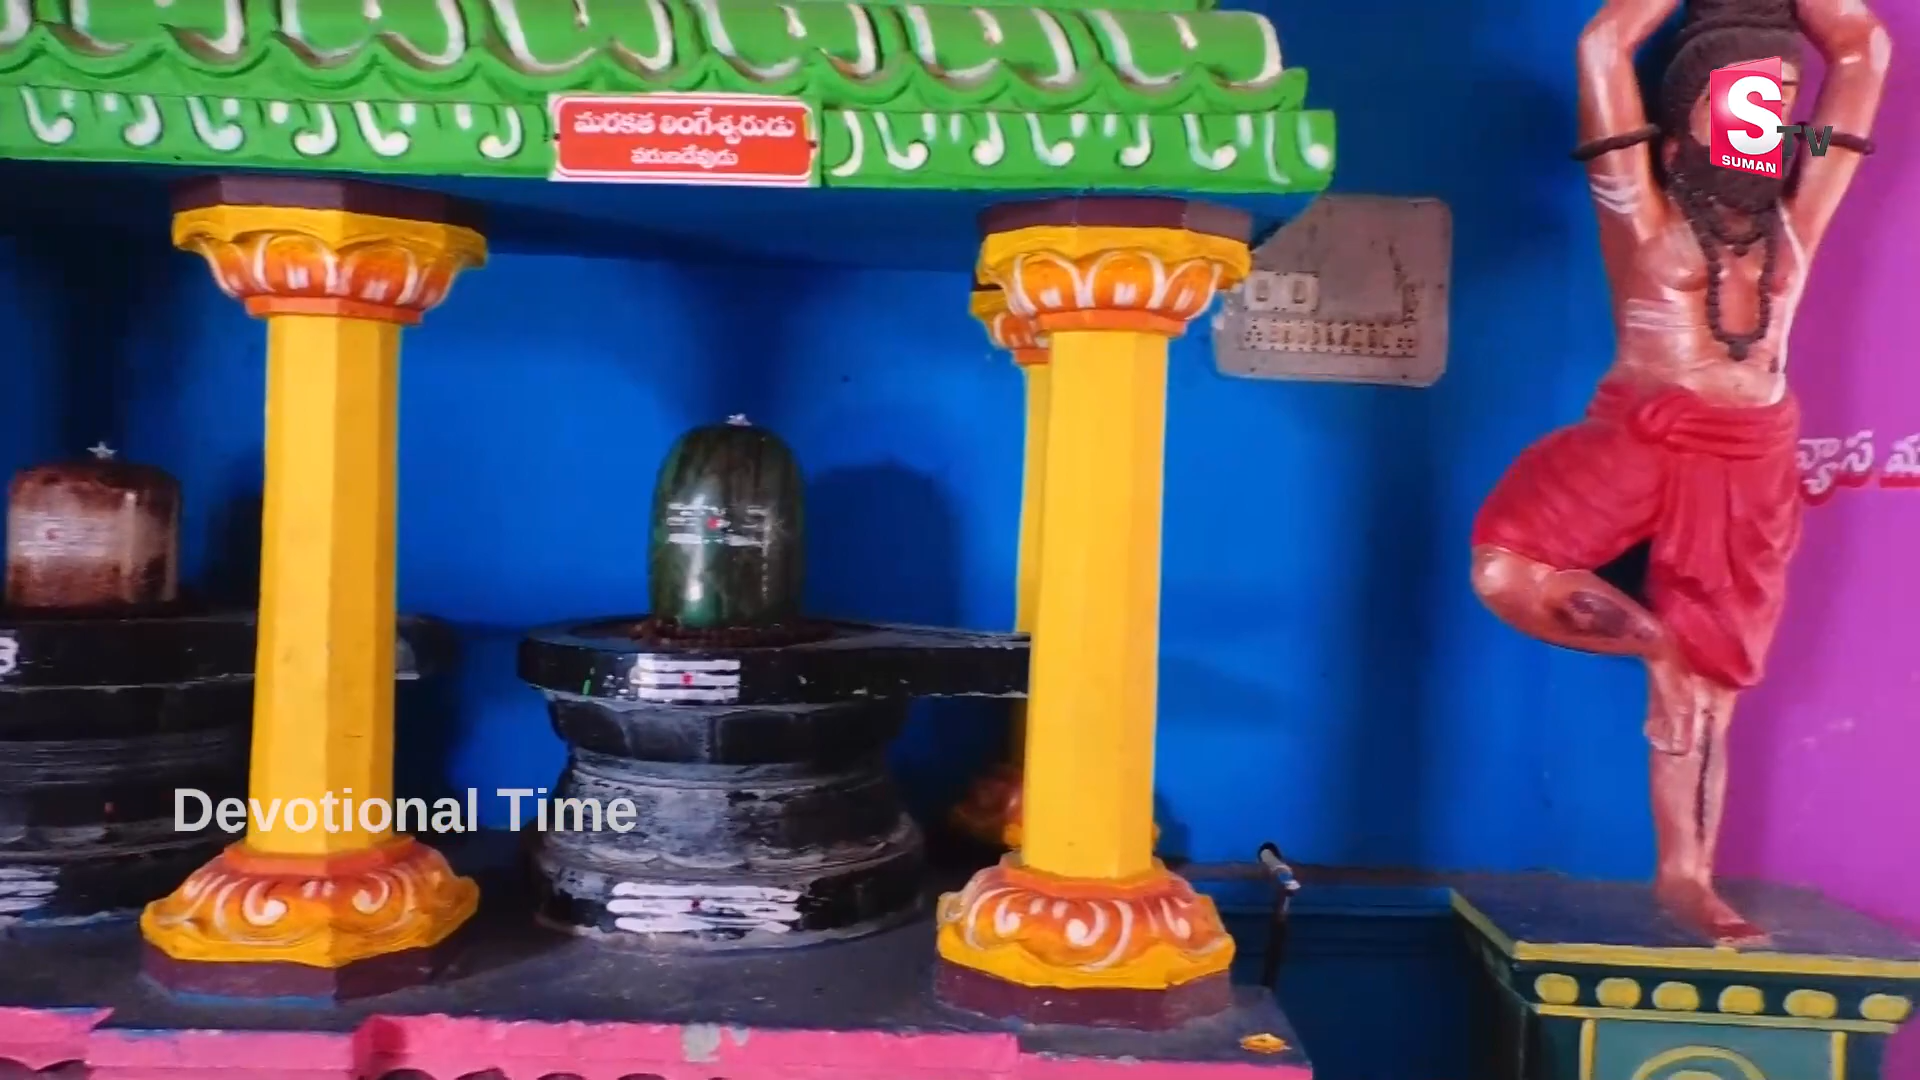 మరకత లింగేశ్వరుడు
వరుణదేవుడు
S
TV
SUMAN
వ్యాస
Devotional Time